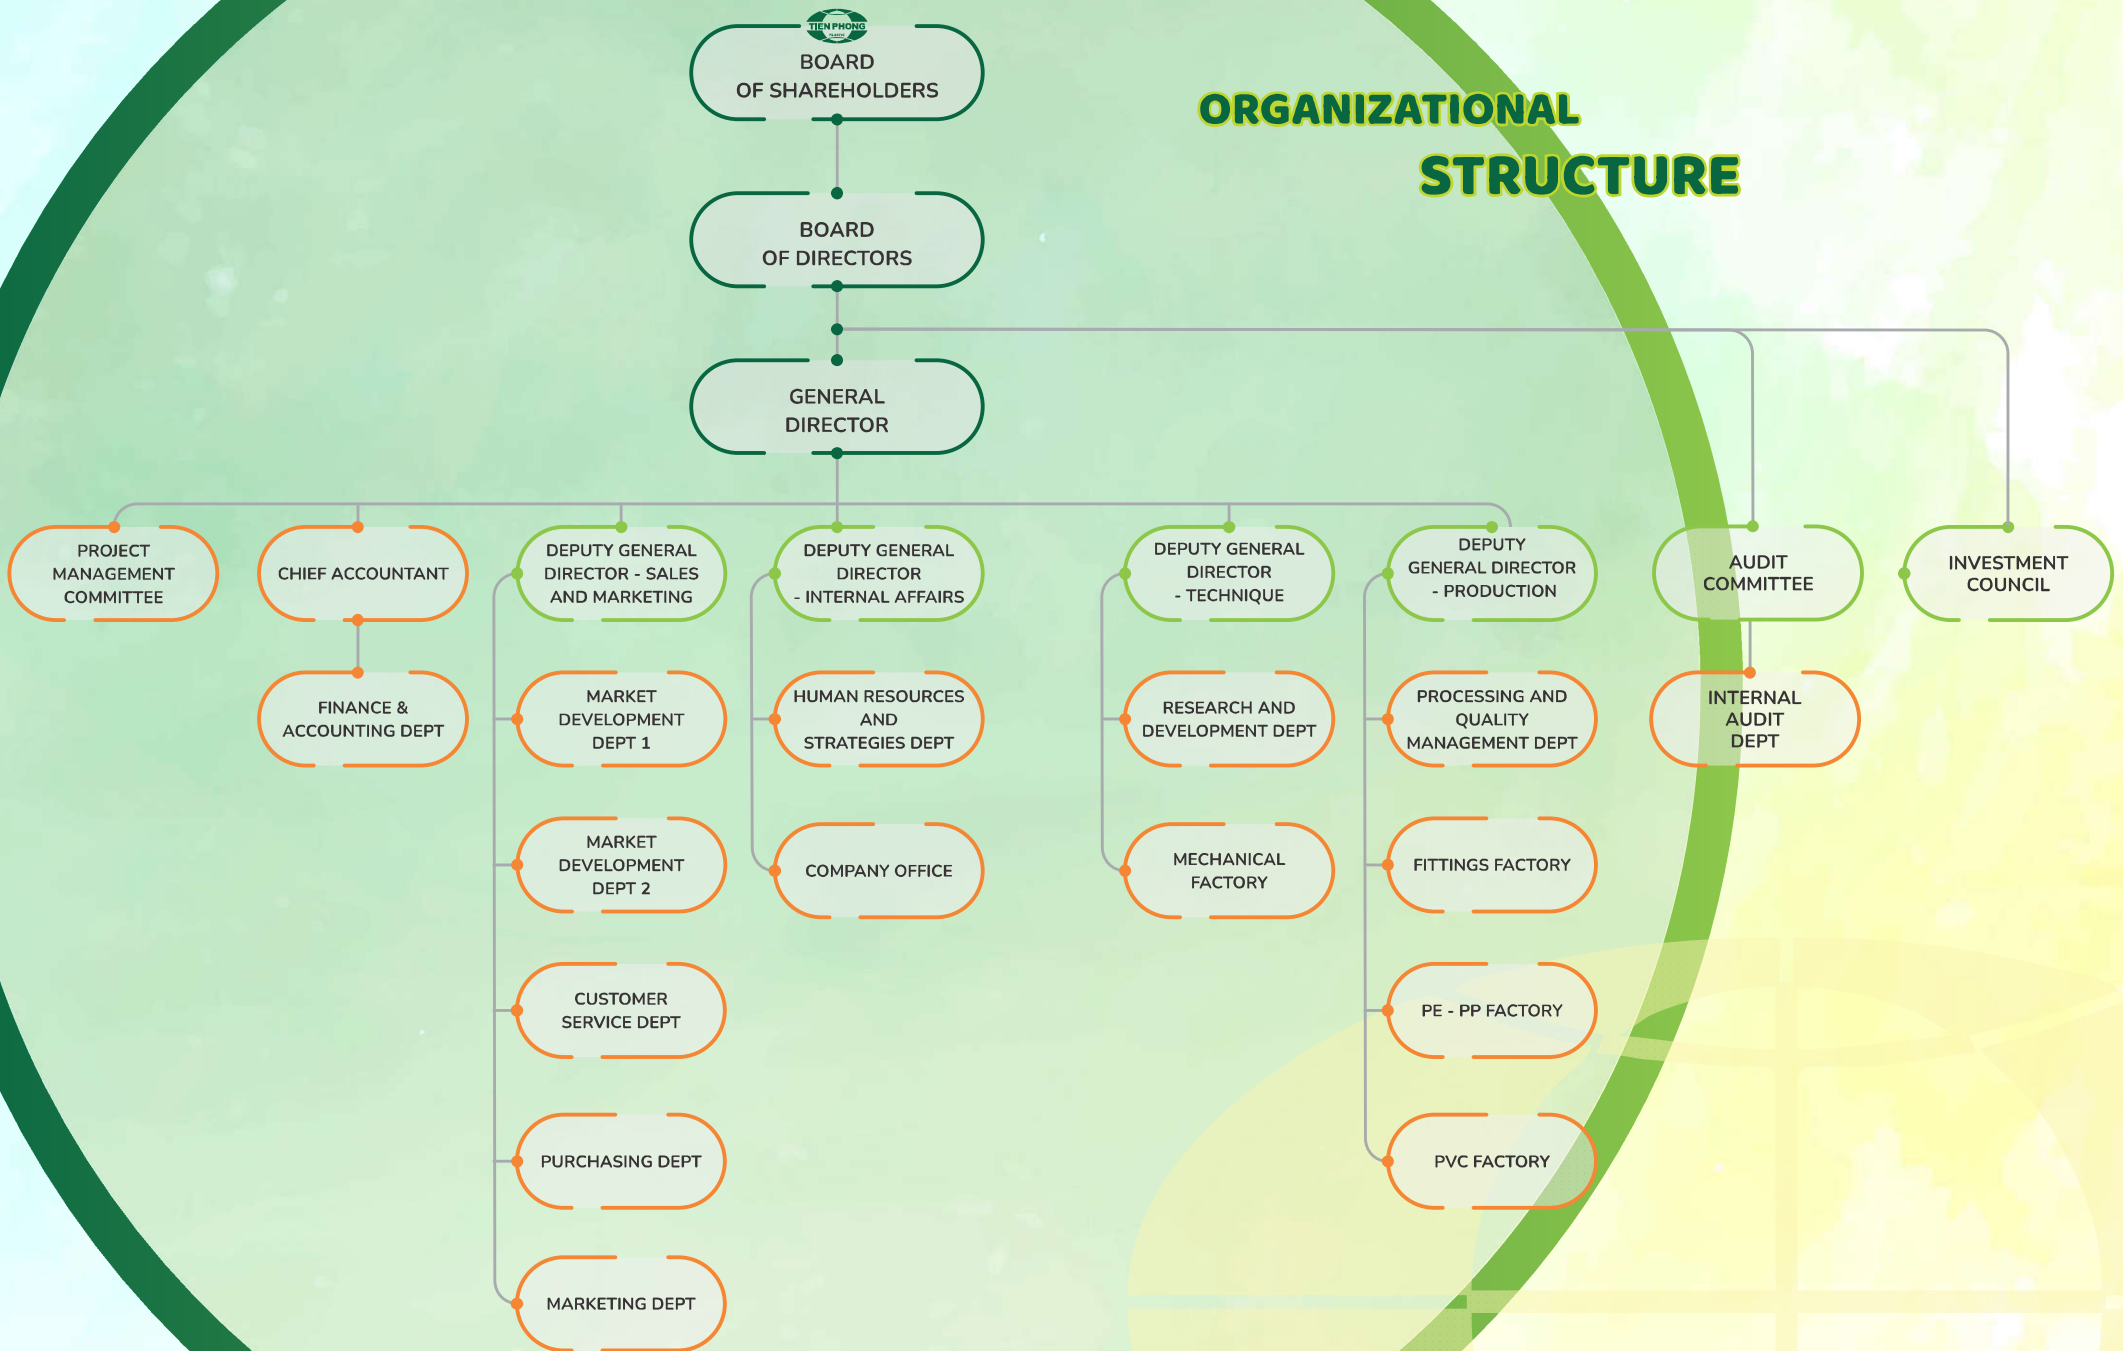 TIEN PHONG
PLASTIC
BOARD
OF SHAREHOLDERS
ORGANIZATIONAL
STRUCTURE
BOARD
OF DIRECTORS
GENERAL
DIRECTOR
PROJECT
MANAGEMENT
COMMITTEE
CHIEF ACCOUNTANT
DEPUTY GENERAL
DIRECTOR - SALES
AND MARKETING
DEPUTY GENERAL
DIRECTOR
- INTERNAL AFFAIRS
DEPUTY GENERAL
DIRECTOR
- TECHNIQUE
DEPUTY
GENERAL DIRECTOR
- PRODUCTION
AUDIT
COMMITTEE
INVESTMENT
COUNCIL
FINANCE &
ACCOUNTING DEPT
MARKET
DEVELOPMENT
DEPT 1
HUMAN RESOURCES
AND
STRATEGIES DEPT
RESEARCH AND
DEVELOPMENT DEPT
PROCESSING AND
QUALITY
MANAGEMENT DEPT
INTERNAL
AUDIT
DEPT
MARKET
DEVELOPMENT
DEPT 2
COMPANY OFFICE
MECHANICAL
FACTORY
FITTINGS FACTORY
CUSTOMER
SERVICE DEPT
PE - PP FACTORY
PURCHASING DEPT
PVC FACTORY
MARKETING DEPT